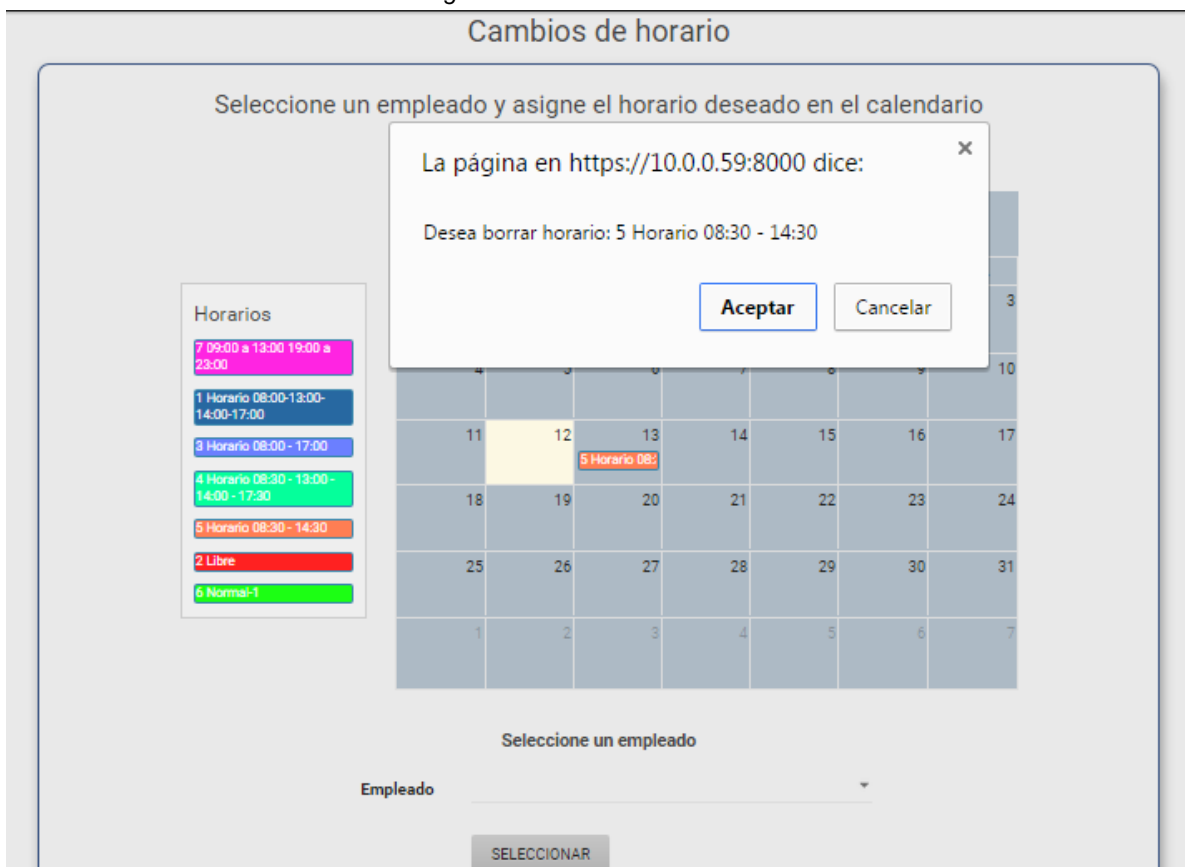 Cambios de horario
Seleccione un empleado y asigne el horario deseado en el calendario
La página en https://10.0.0.59:8000 dice:
×
Desea borrar horario: 5 Horario 08:30 - 14:30
Aceptar
Cancelar
Horarios
7 09:00 a 13:00 19:00 a
23:00
1 Horario 08:00-13:00-
14:00-17:00
3 Horario 08:00 - 17:00
4 Horario 08:30 - 13:00 -
14:00 - 17:30
5 Horario 08:30 - 14:30
2 Libre
6 Normal-1
3
4 5 6 7 8 9 10
11 12 13 14 15 16 17
5 Horario 08:
18 19 20 21 22 23 24
25 26 27 28 29 30 31
1 2 3 4 5 6 7
Seleccione un empleado
Empleado
SELECCIONAR